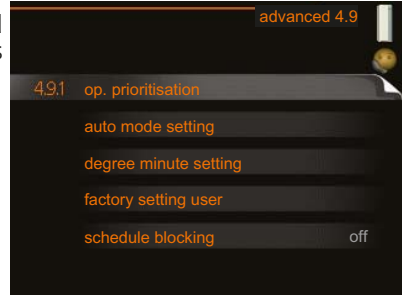 advanced 4.9
4.9.1 op. prioritisation
auto mode setting
degree minute setting
factory setting user
schedule blocking off